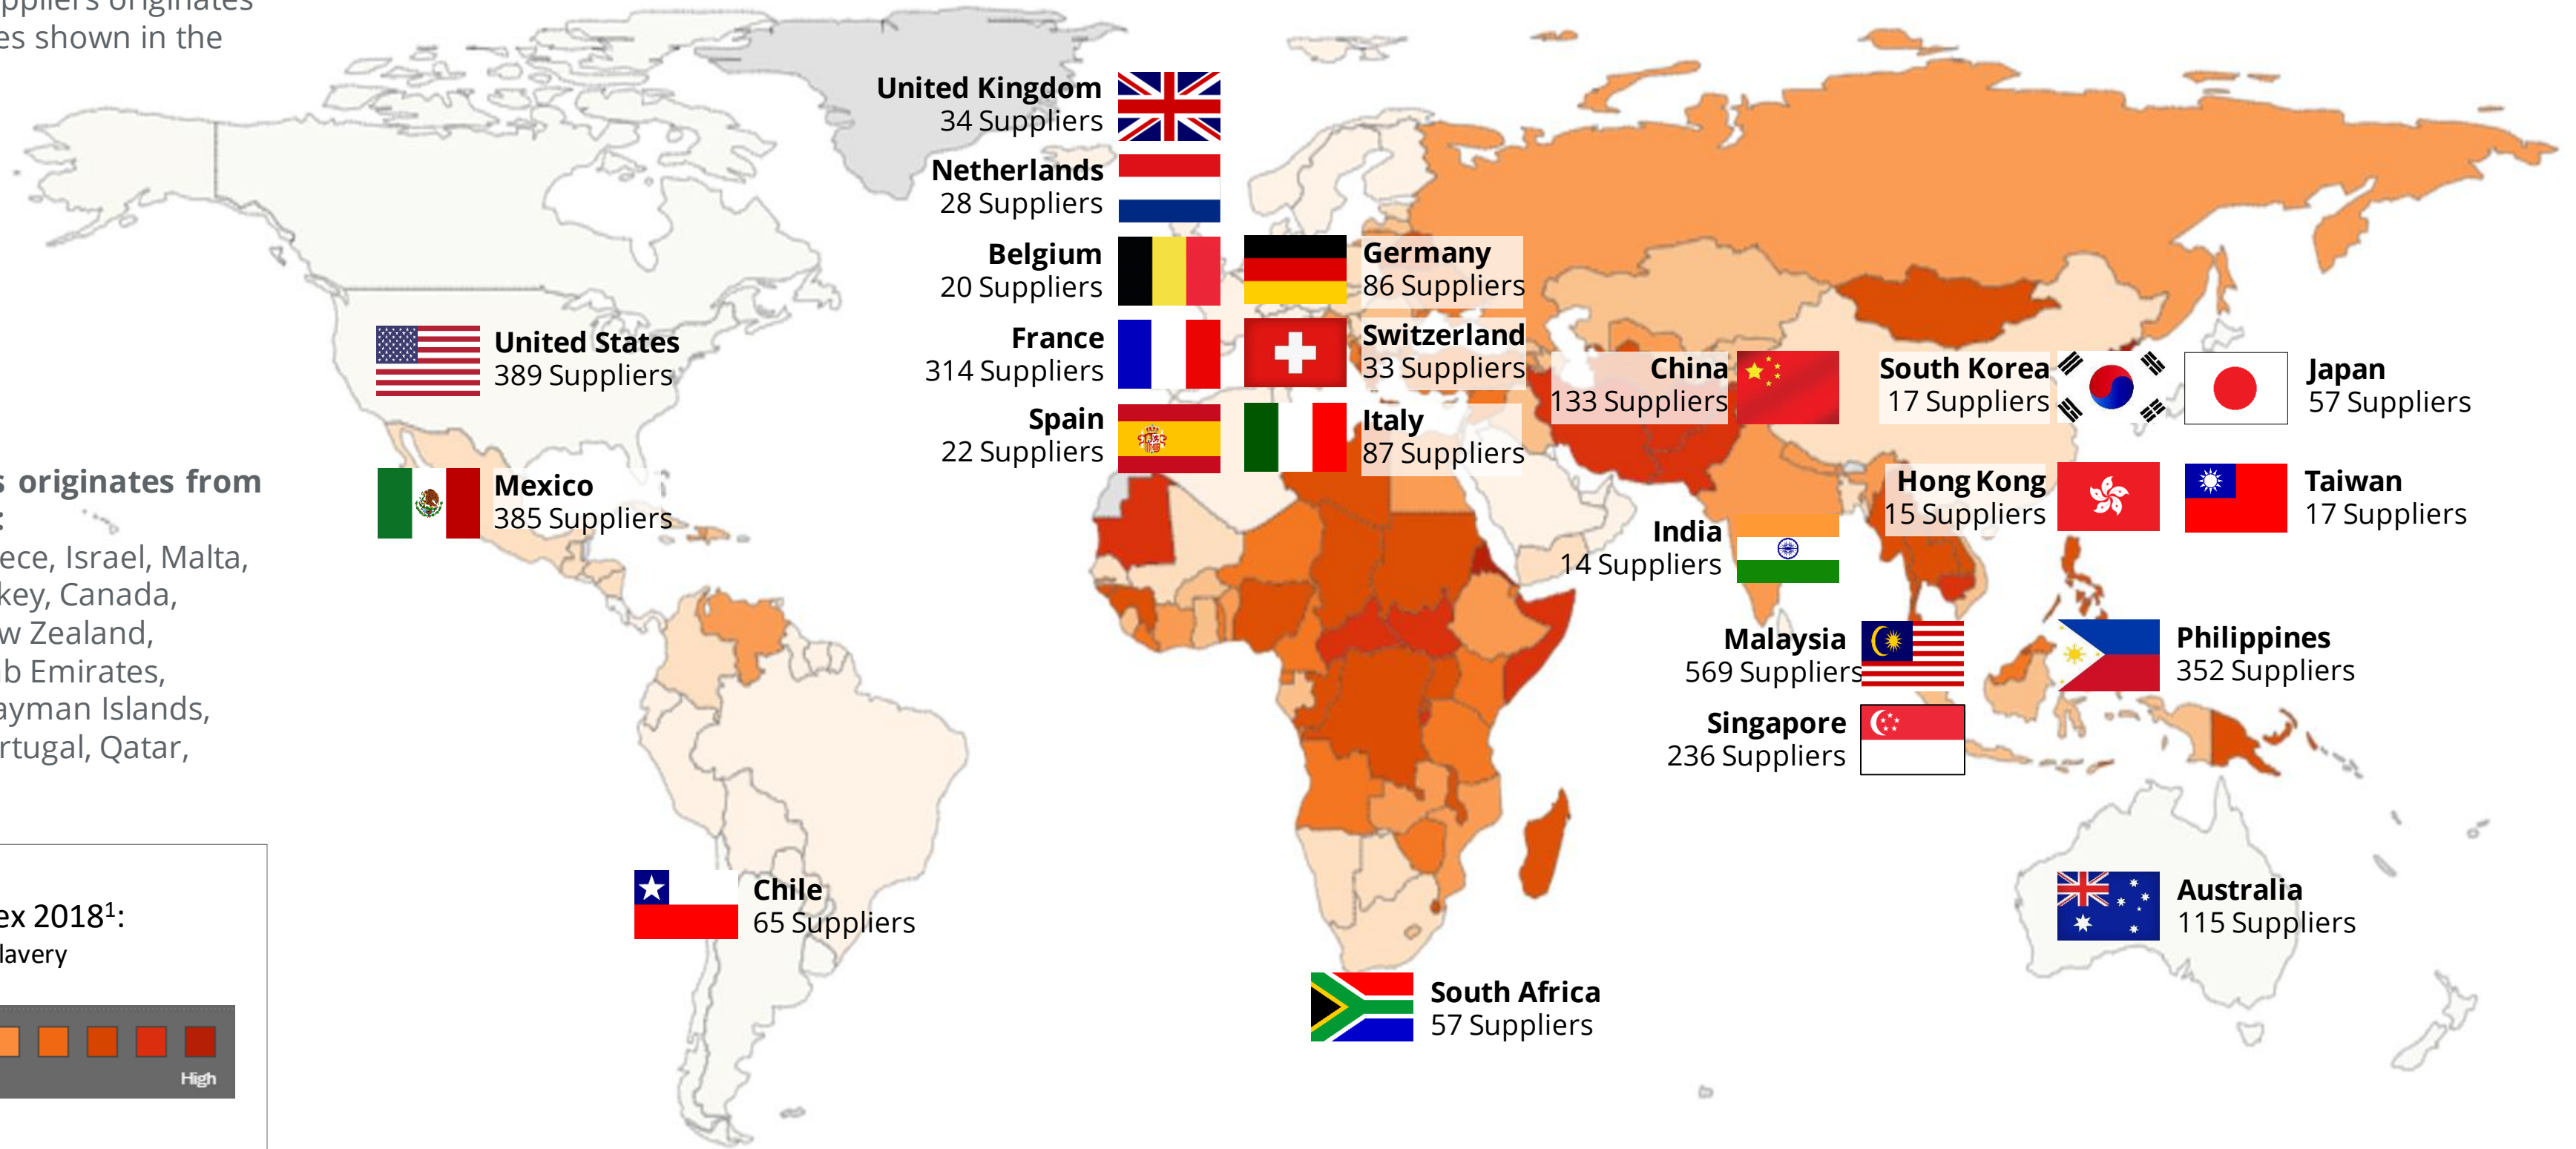 originates
es shown in the
United Kingdom
34 Suppliers
Netherlands
28 Suppliers
Belgium
20 Suppliers
Germany
86 Suppliers
France
314 Suppliers
Switzerland
33 Suppliers
Spain
22 Suppliers
Italy
87 Suppliers
United States
389 Suppliers
Mexico
385 Suppliers
China
133 Suppliers
South Korea
17 Suppliers
Japan
57 Suppliers
Hong Kong
15 Suppliers
Taiwan
17 Suppliers
India
14 Suppliers
Malaysia
569 Suppliers
Philippines
352 Suppliers
Singapore
236 Suppliers
Chile
65 Suppliers
Australia
115 Suppliers
South Africa
57 Suppliers
s originates from
:
ece, Israel, Malta,
key, Canada,
w Zealand,
b Emirates,
ayman Islands,
rtugal, Qatar,
ex 2018¹:
lavery
High